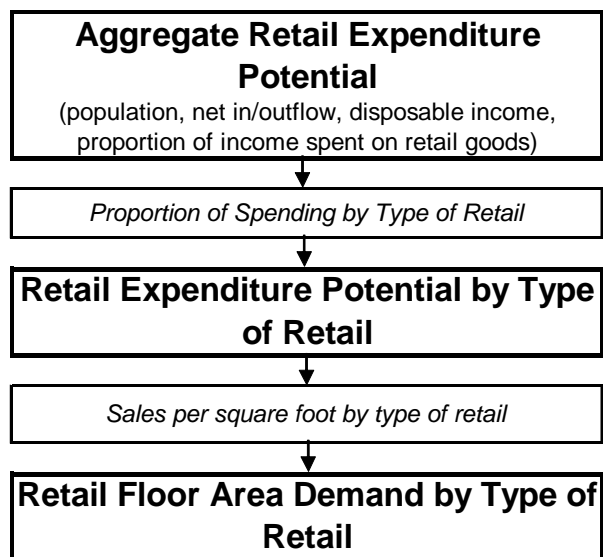 Aggregate Retail Expenditure
Potential
(population, net in/outflow, disposable income,
proportion of income spent on retail goods)
Proportion of Spending by Type of Retail
Retail Expenditure Potential by Type
of Retail
Sales per square foot by type of retail
Retail Floor Area Demand by Type of
Retail